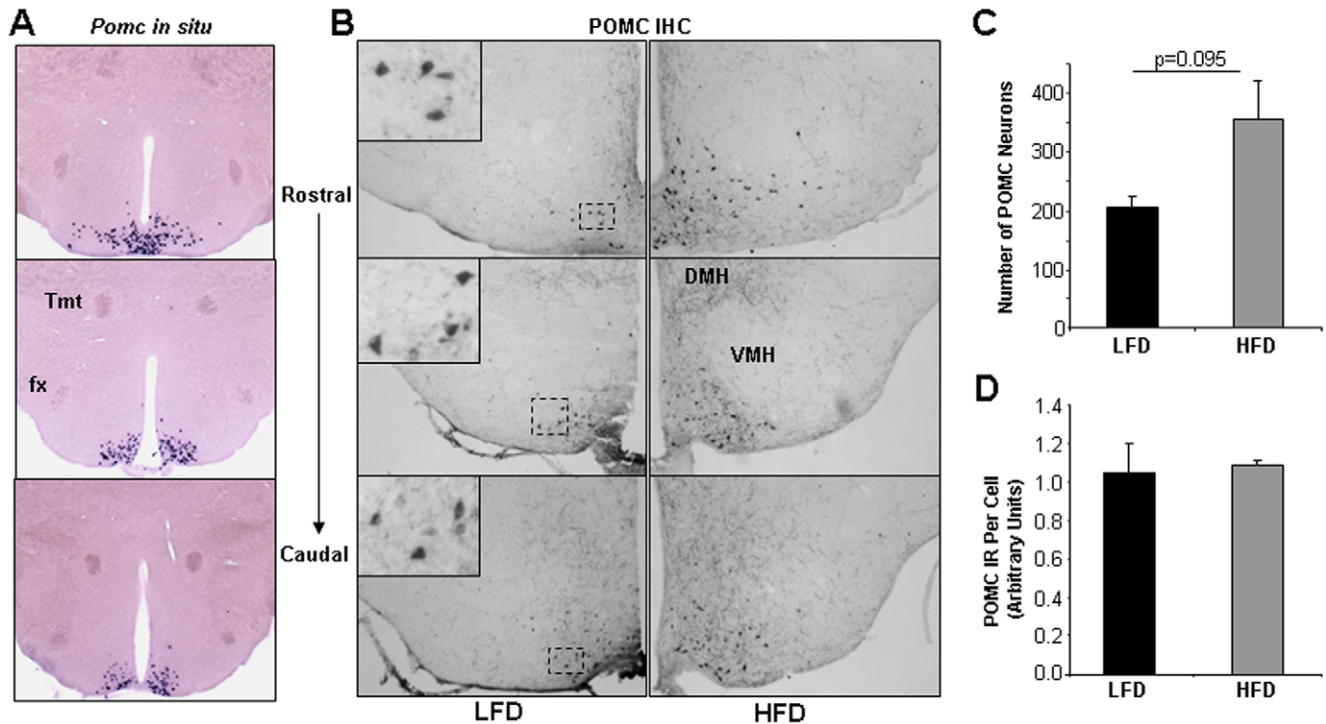 A
Pomc in situ
Tmt
fx
Rostral
Caudal
B
POMC IHC
DMH
VMH
LFD
HFD
C
p=0.095
Number of POMC Neurons
400
300
200
100
0
LFD
HFD
D
POMC IR Per Cell
(Arbitrary Units)
1.4
1.2
1.0
0.8
0.6
0.4
0.2
0.0
LFD
HFD